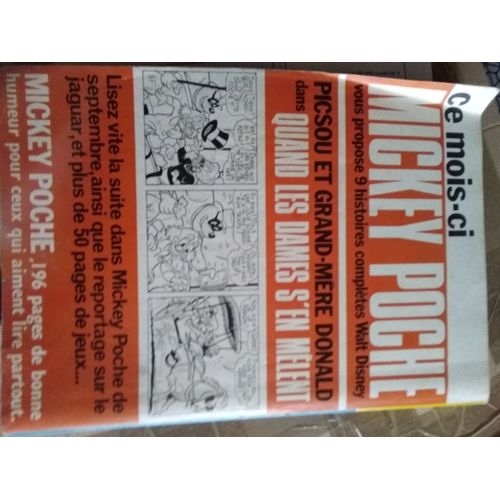 Ce mois-ci
MICKEY POCHE
vous propose 9 histoires complètes Walt Disney
PICSOU ET GRAND-MERE DONALD
dans QUAND LES DAMES S'EN MÊLENT
Lisez vite la suite dans Mickey Poche de
septembre, ainsi que le reportage sur le
jaguar, et plus de 50 pages de jeux...
MICKEY POCHE, 196 pages de bonne
humeur pour ceux qui aiment lire partout.